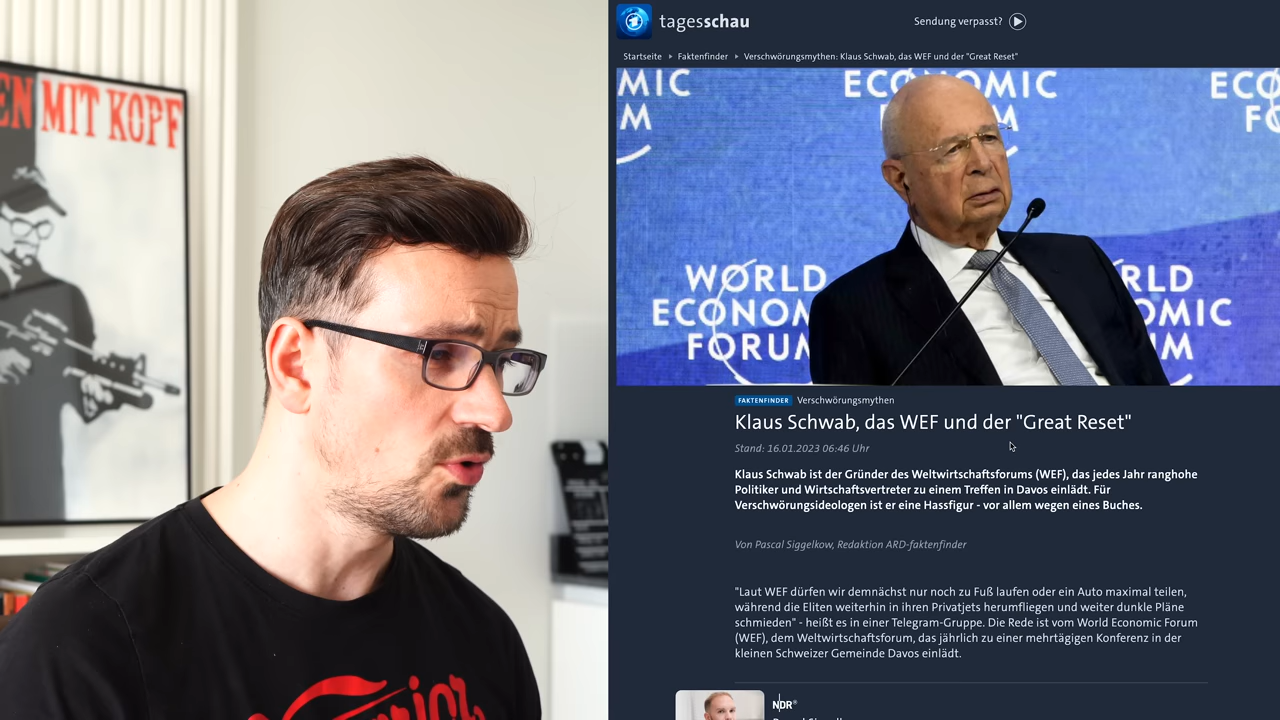 EN MIT KOPF
tagesschau
Sendung verpasst?
Startseite Faktenfinder Verschwörungsmythen: Klaus Schwab, das WEF und der "Great Reset"
MIC ECONOMIC ECO
M FO
WORLD RLD
ECONOM OMIC
FORUM M
FAKTENFINDER Verschwörungsmythen
Klaus Schwab, das WEF und der "Great Reset"
Stand: 16.01.2023 06:46 Uhr
Klaus Schwab ist der Gründer des Weltwirtschaftsforums (WEF), das jedes Jahr ranghohe
Politiker und Wirtschaftsvertreter zu einem Treffen in Davos einlädt. Für
Verschwörungsideologen ist er eine Hassfigur - vor allem wegen eines Buches.
Von Pascal Siggelkow, Redaktion ARD-faktenfinder
"Laut WEF dürfen wir demnächst nur noch zu Fuß laufen oder ein Auto maximal teilen,
während die Eliten weiterhin in ihren Privatjets herumfliegen und weiter dunkle Pläne
schmieden" - heißt es in einer Telegram-Gruppe. Die Rede ist vom World Economic Forum
(WEF), dem Weltwirtschaftsforum, das jährlich zu einer mehrtägigen Konferenz in der
kleinen Schweizer Gemeinde Davos einlädt.
NDR®